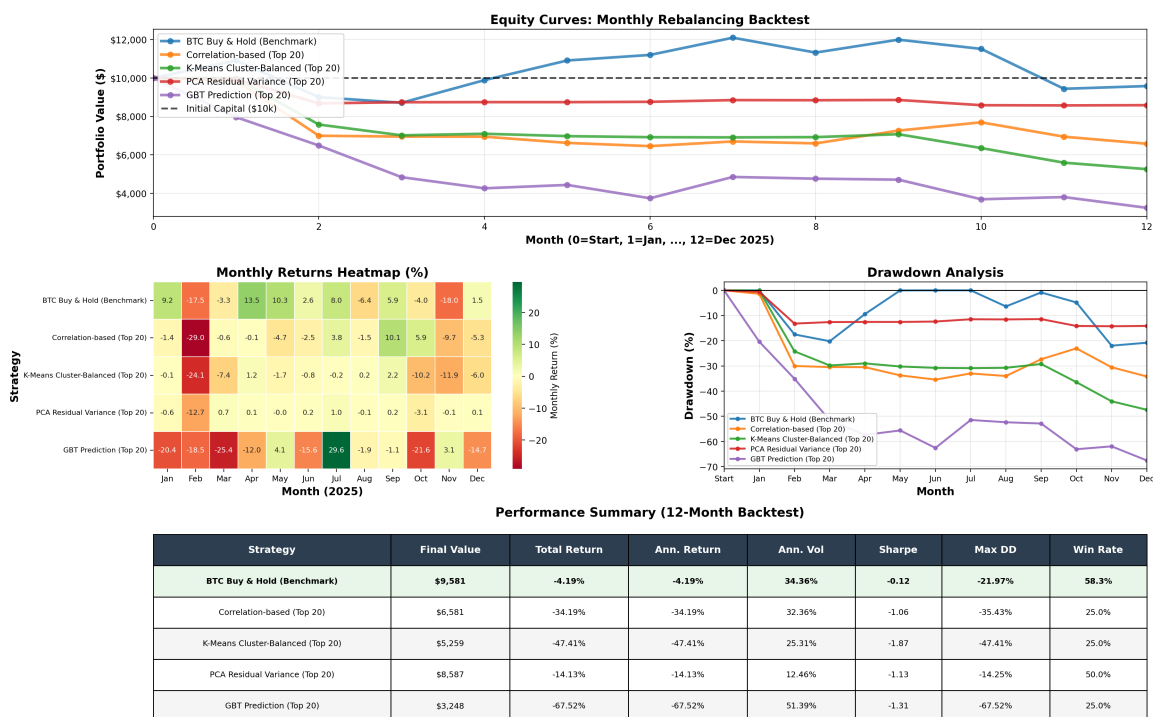 Equity Curves: Monthly Rebalancing Backtest
$12,000
$10,000
$8,000
$6,000
$4,000
Portfolio Value ($)
BTC Buy & Hold (Benchmark)
Correlation-based (Top 20)
K-Means Cluster-Balanced (Top 20)
PCA Residual Variance (Top 20)
GBT Prediction (Top 20)
Initial Capital ($10k)
0 2 4 6 8 10 12
Month (0=Start, 1=Jan, ..., 12=Dec 2025)
Monthly Returns Heatmap (%)
Strategy
BTC Buy & Hold (Benchmark) 9.2 -17.5 -3.3 13.5 10.3 2.6 8.0 -6.4 5.9 -4.0 -18.0 1.5
Correlation-based (Top 20) -1.4 -29.0 -0.6 -0.1 -4.7 -2.5 3.8 -1.5 10.1 5.9 -9.7 -5.3
K-Means Cluster-Balanced (Top 20) -0.1 -24.1 -7.4 1.2 -1.7 -0.8 -0.2 0.2 2.2 -10.2 -11.9 -6.0
PCA Residual Variance (Top 20) -0.6 -12.7 0.7 0.1 -0.0 0.2 1.0 -0.1 0.2 -3.1 -0.1 0.1
GBT Prediction (Top 20) -20.4 -18.5 -25.4 -12.0 4.1 -15.6 29.6 -1.9 -1.1 -21.6 3.1 -14.7
Jan Feb Mar Apr May Jun Jul Aug Sep Oct Nov Dec
Month (2025)
20
10
0
−10
−20
Monthly Return (%)
Drawdown Analysis
0
−10
−20
−30
−40
−50
−60
−70
Drawdown (%)
BTC Buy & Hold (Benchmark)
Correlation-based (Top 20)
K-Means Cluster-Balanced (Top 20)
PCA Residual Variance (Top 20)
GBT Prediction (Top 20)
Start Jan Feb Mar Apr May Jun Jul Aug Sep Oct Nov Dec
Month
Performance Summary (12-Month Backtest)
Strategy Final Value Total Return Ann. Return Ann. Vol Sharpe Max DD Win Rate
BTC Buy & Hold (Benchmark) $9,581 -4.19% -4.19% 34.36% -0.12 -21.97% 58.3%
Correlation-based (Top 20) $6,581 -34.19% -34.19% 32.36% -1.06 -35.43% 25.0%
K-Means Cluster-Balanced (Top 20) $5,259 -47.41% -47.41% 25.31% -1.87 -47.41% 25.0%
PCA Residual Variance (Top 20) $8,587 -14.13% -14.13% 12.46% -1.13 -14.25% 50.0%
GBT Prediction (Top 20) $3,248 -67.52% -67.52% 51.39% -1.31 -67.52% 25.0%